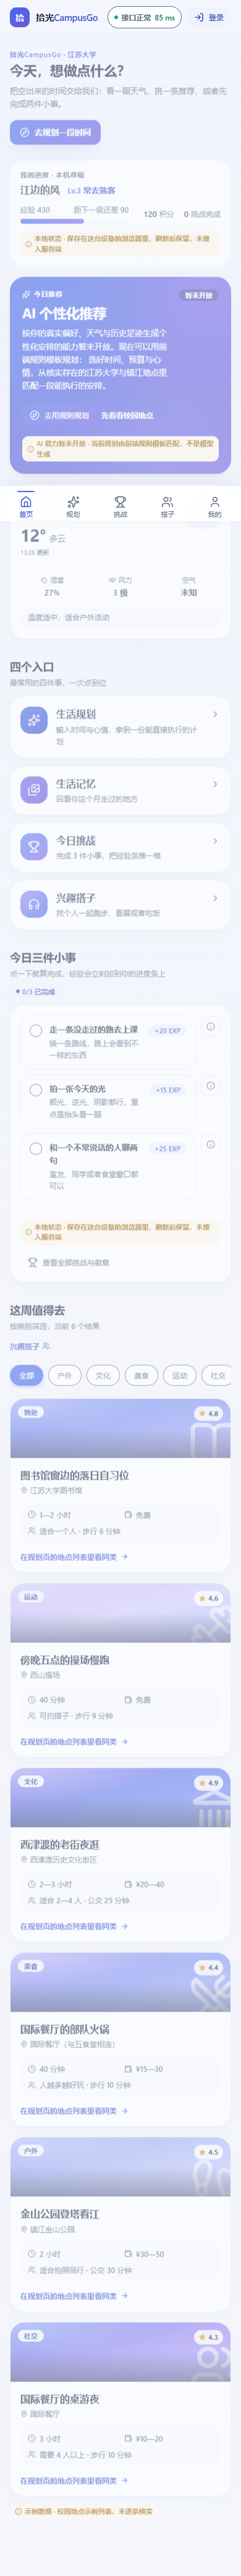 拾
拾光CampusGo
接口正常 85 ms
登录
拾光CampusGo · 江苏大学
今天，想做点什么？
把空出来的时间交给我们：看一眼天气，挑一条推荐，或者先
完成两件小事。
去规划一段时间
我的进度 · 本机草稿
江边的风 Lv.3 常去熟客
经验 430 距下一级还差 90
120 积分 0 挑战完成
本地状态 · 保存在这台设备的浏览器里，刷新后保留，未接
入服务端
今日推荐
暂未开放
AI 个性化推荐
按你的真实偏好、天气与历史足迹生成个
性化安排的能力暂未开放。现在可以用前
端规则模板规划： 选好时间、预算与心
情，从核实存在的江苏大学与镇江地点里
匹配一段能执行的安排。
去用规则规划
先看看校园地点
AI 能力暂未开放 · 当前规划由前端规则模板匹配，不是模型
生成
首页
规划
挑战
搭子
我的
12° 多云
13:25 更新
湿度
27%
风力
3 级
空气
未知
温度适中，适合户外活动
四个入口
最常用的四件事，一次点到位
生活规划
输入时间与心情，拿到一份能直接执行的计
划
生活记忆
回看你这个月走过的地方
今日挑战
完成 3 件小事，把经验条推一格
兴趣搭子
找个人一起跑步、看展或者吃饭
今日三件小事
点一下就算完成，经验会立刻加到你的进度条上
0/3 已完成
走一条没走过的路去上课
+20 EXP
换一条路线，路上会看到不
一样的东西
拍一张今天的光
+15 EXP
顺光、逆光、阴影都行，重
点是抬头看一眼
和一个不常说话的人聊两
句
+25 EXP
室友、同学或者食堂窗口都
可以
本地状态 · 保存在这台设备的浏览器里，刷新后保留，未接
入服务端
查看全部挑战与徽章
这周值得去
按类别筛选，当前 6 个结果
兴趣搭子
全部
户外
文化
美食
运动
社交
独处
4.8
图书馆窗边的落日自习位
江苏大学图书馆
1—2 小时
免费
适合一个人 · 步行 6 分钟
在规划页的地点列表里看同类
运动
4.6
傍晚五点的操场慢跑
西山操场
40 分钟
免费
可约搭子 · 步行 9 分钟
在规划页的地点列表里看同类
文化
4.9
西津渡的老街夜逛
西津渡历史文化街区
2—3 小时
¥20—40
适合 2—4 人 · 公交 25 分钟
在规划页的地点列表里看同类
美食
4.4
国际餐厅的部队火锅
国际餐厅（与五食堂相连）
40 分钟
¥15—30
人越多越好玩 · 步行 10 分钟
在规划页的地点列表里看同类
户外
4.5
金山公园登塔看江
镇江金山公园
2 小时
¥30—50
适合拍照同行 · 公交 30 分钟
在规划页的地点列表里看同类
社交
4.3
国际餐厅的桌游夜
国际餐厅
3 小时
¥10—20
需要 4 人以上 · 步行 10 分钟
在规划页的地点列表里看同类
示例数据 · 校园地点示例列表，未逐条核实